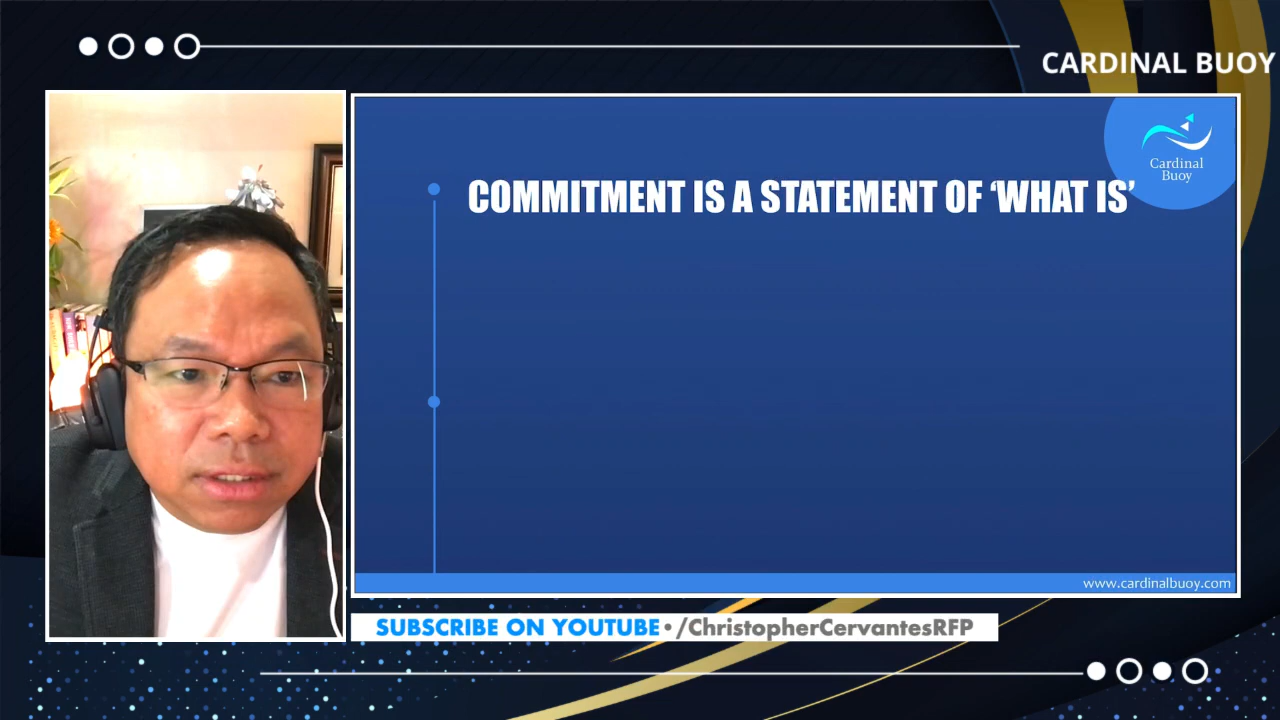 CARDINAL BUOY
Cardinal
Buoy
COMMITMENT IS A STATEMENT OF ‘WHAT IS’
www.cardinalbuoy.com
SUBSCRIBE ON YOUTUBE•/ChristopherCervantesRFP